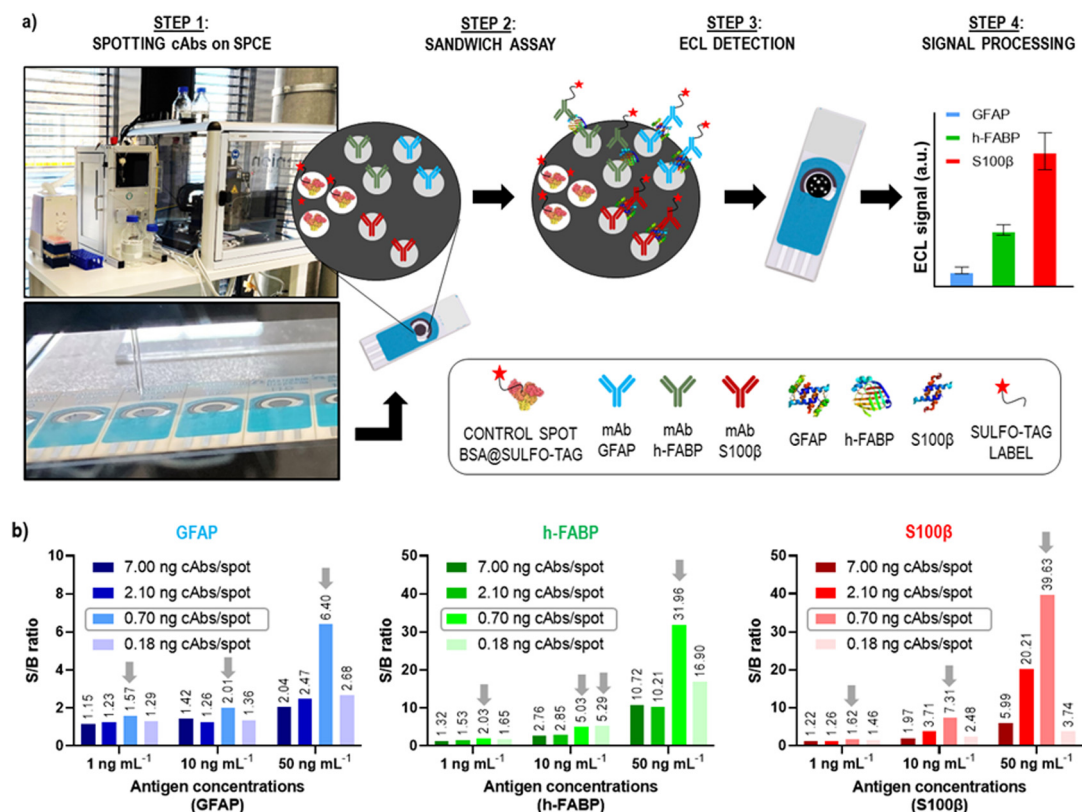 a)
STEP 1:
SPOTTING cAbs on SPCE
STEP 2:
SANDWICH ASSAY
STEP 3:
ECL DETECTION
STEP 4:
SIGNAL PROCESSING
ECL signal (a.u.)
GFAP
h-FABP
S100β
CONTROL SPOT
BSA@SULFO-TAG
mAb
GFAP
mAb
h-FABP
mAb
S100β
GFAP
h-FABP
S100β
SULFO-TAG
LABEL
b)
GFAP
S/B ratio
10
8
6
4
2
0
7.00 ng cAbs/spot
2.10 ng cAbs/spot
0.70 ng cAbs/spot
0.18 ng cAbs/spot
1.15
1.23
1.57
1.29
1.42
1.26
2.01
1.36
2.04
2.47
6.40
2.68
1 ng mL⁻¹
10 ng mL⁻¹
50 ng mL⁻¹
Antigen concentrations
(GFAP)
h-FABP
S/B ratio
50
40
30
20
10
0
7.00 ng cAbs/spot
2.10 ng cAbs/spot
0.70 ng cAbs/spot
0.18 ng cAbs/spot
1.32
1.53
2.03
1.65
2.76
2.85
5.03
5.29
10.72
10.21
31.96
16.90
1 ng mL⁻¹
10 ng mL⁻¹
50 ng mL⁻¹
Antigen concentrations
(h-FABP)
S100β
S/B ratio
50
40
30
20
10
0
7.00 ng cAbs/spot
2.10 ng cAbs/spot
0.70 ng cAbs/spot
0.18 ng cAbs/spot
1.22
1.26
1.62
1.46
1.97
3.71
7.31
2.48
5.99
20.21
39.63
3.74
1 ng mL⁻¹
10 ng mL⁻¹
50 ng mL⁻¹
Antigen concentrations
(S100β)